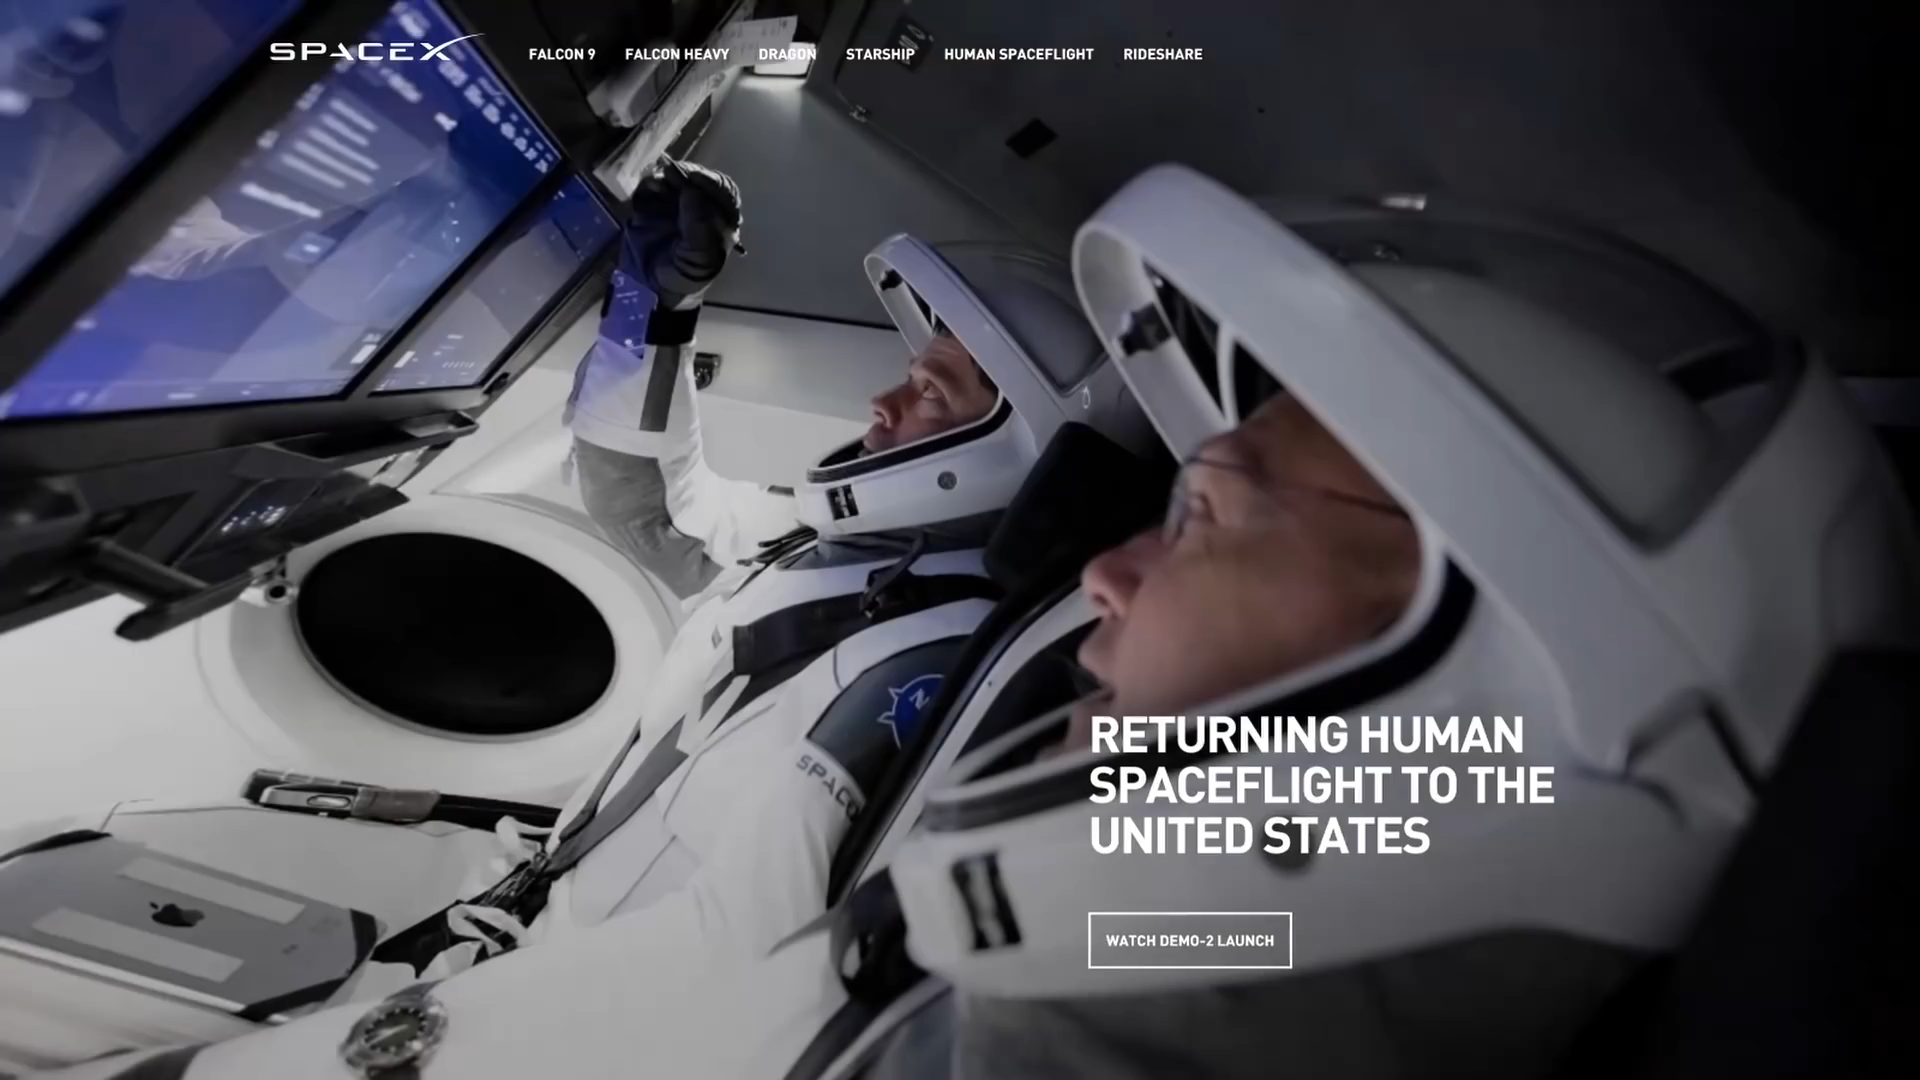 SPACEX
FALCON 9 FALCON HEAVY DRAGON STARSHIP HUMAN SPACEFLIGHT RIDESHARE
RETURNING HUMAN
SPACEFLIGHT TO THE
UNITED STATES
WATCH DEMO-2 LAUNCH